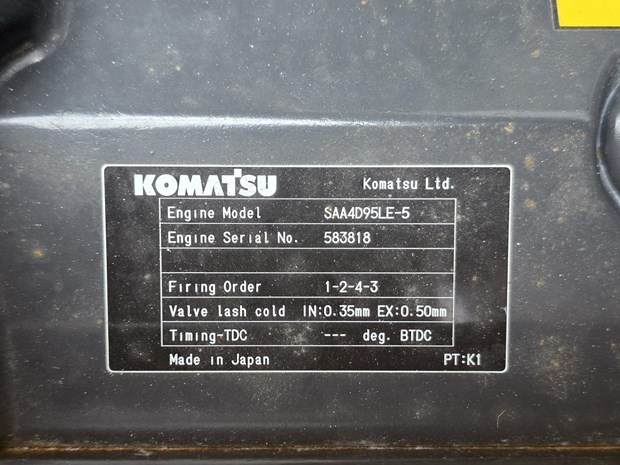 KOMATSU Komatsu Ltd.
Engine Model SAA4D95LE-5
Engine Serial No. 583818
Firing Order 1-2-4-3
Valve lash cold IN:0.35mm EX:0.50mm
Timing-TDC --- deg. BTDC
Made in Japan PT:K1